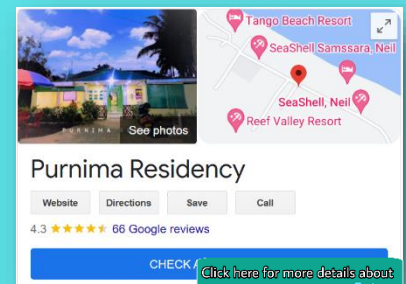 Tango Beach Resort
SeaShell Samssara, Neil
SeaShell, Neil
Reef Valley Resort
PURNIMA
See photos
Purnima Residency
Website Directions Save Call
4.3 66 Google reviews
CHECK A
Click here for more details about